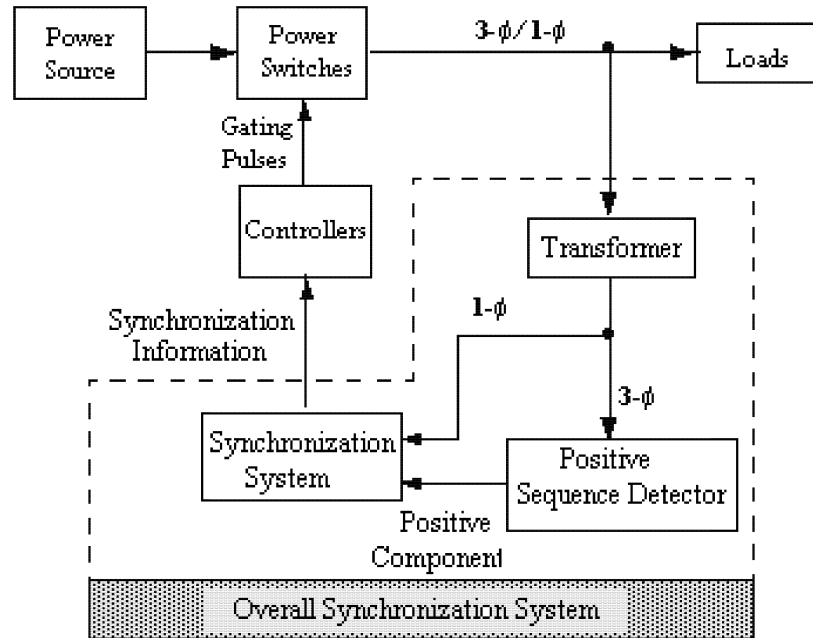 Power
Source
Power
Switches
3-ϕ/1-ϕ
Loads
Gating
Pulses
Controllers
Transformer
1-ϕ
Synchronization
Information
3-ϕ
Synchronization
System
Positive
Sequence Detector
Positive
Component
Overall Synchronization System